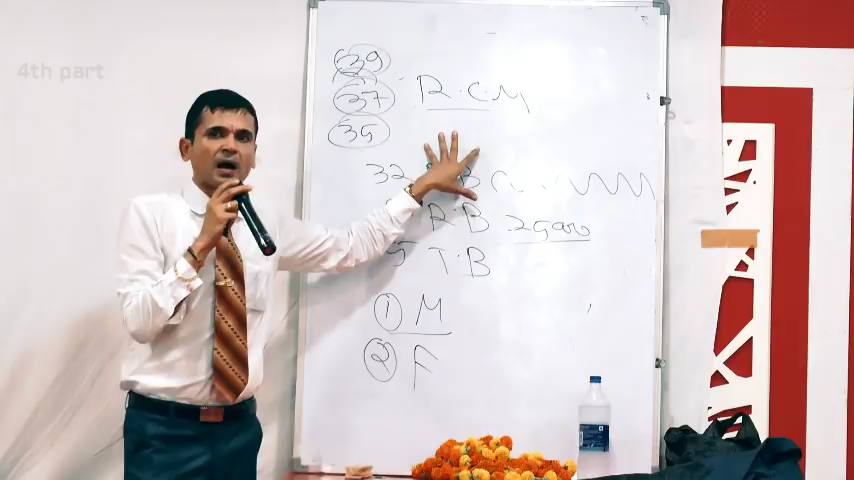 4th part
39
37 R.C.M
35
32 B
R.B 2500
5 T.B
① M
② F